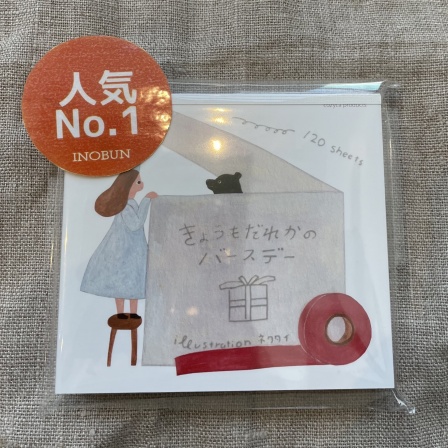 人気
No.1
INOBUN
120 sheets
きょうもだれかの
バースデー
illustration ネクタイ